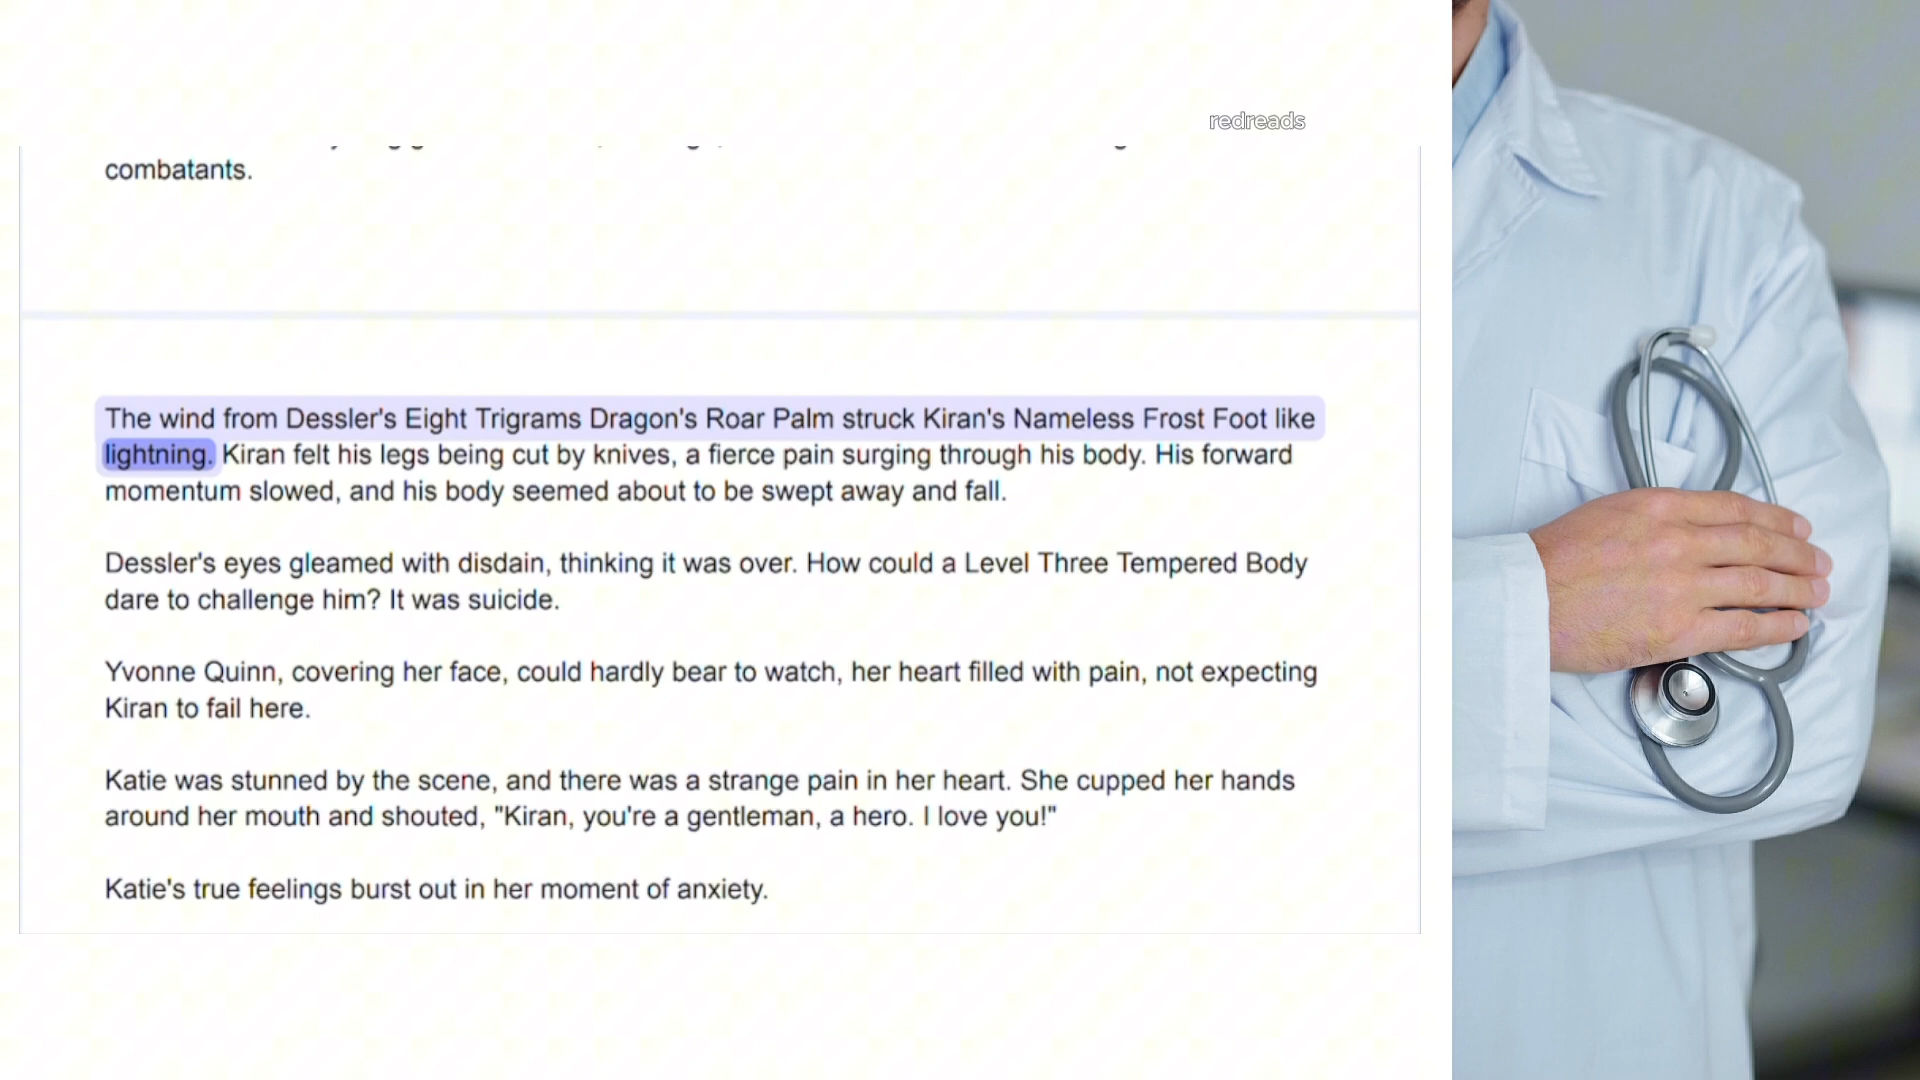 redreads
combatants.
The wind from Dessler's Eight Trigrams Dragon's Roar Palm struck Kiran's Nameless Frost Foot like
lightning. Kiran felt his legs being cut by knives, a fierce pain surging through his body. His forward
momentum slowed, and his body seemed about to be swept away and fall.
Dessler's eyes gleamed with disdain, thinking it was over. How could a Level Three Tempered Body
dare to challenge him? It was suicide.
Yvonne Quinn, covering her face, could hardly bear to watch, her heart filled with pain, not expecting
Kiran to fail here.
Katie was stunned by the scene, and there was a strange pain in her heart. She cupped her hands
around her mouth and shouted, "Kiran, you're a gentleman, a hero. I love you!"
Katie's true feelings burst out in her moment of anxiety.